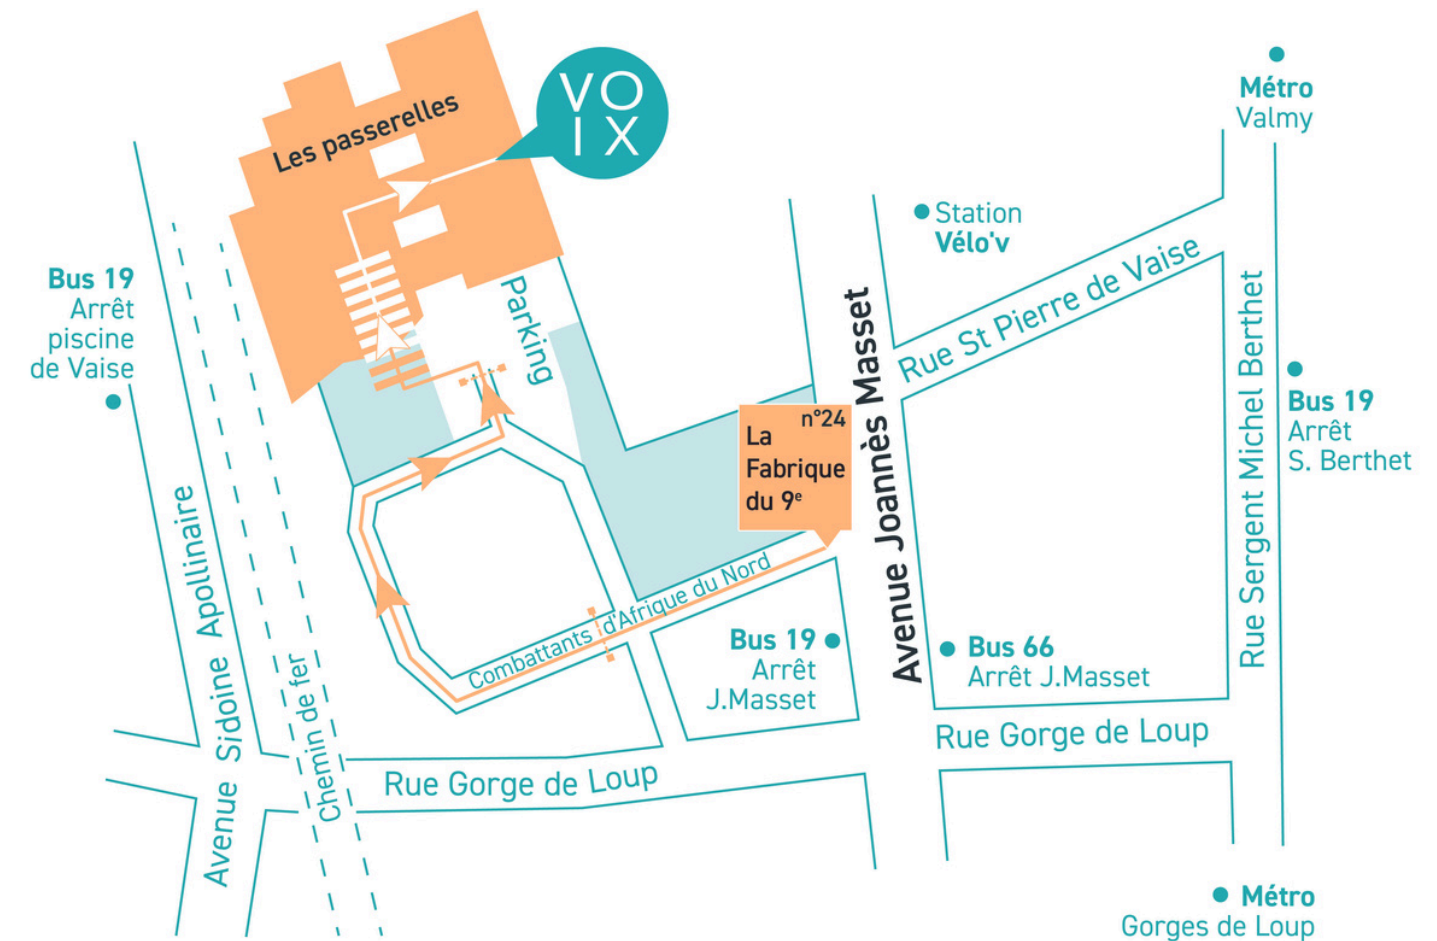 VO
IX
Les passerelles
Métro
Valmy
Station
Vélo'v
Bus 19
Arrêt
piscine
de Vaise
Parking
Rue St Pierre de Vaise
Avenue Joannès Masset
Rue Sergent Michel Berthet
Bus 19
Arrêt
S. Berthet
n°24
La
Fabrique
du 9e
Avenue Sidoine Apollinaire
Chemin de fer
Combattants d'Afrique du Nord
Bus 19
Arrêt
J.Masset
Bus 66
Arrêt J.Masset
Rue Gorge de Loup
Rue Gorge de Loup
Métro
Gorges de Loup